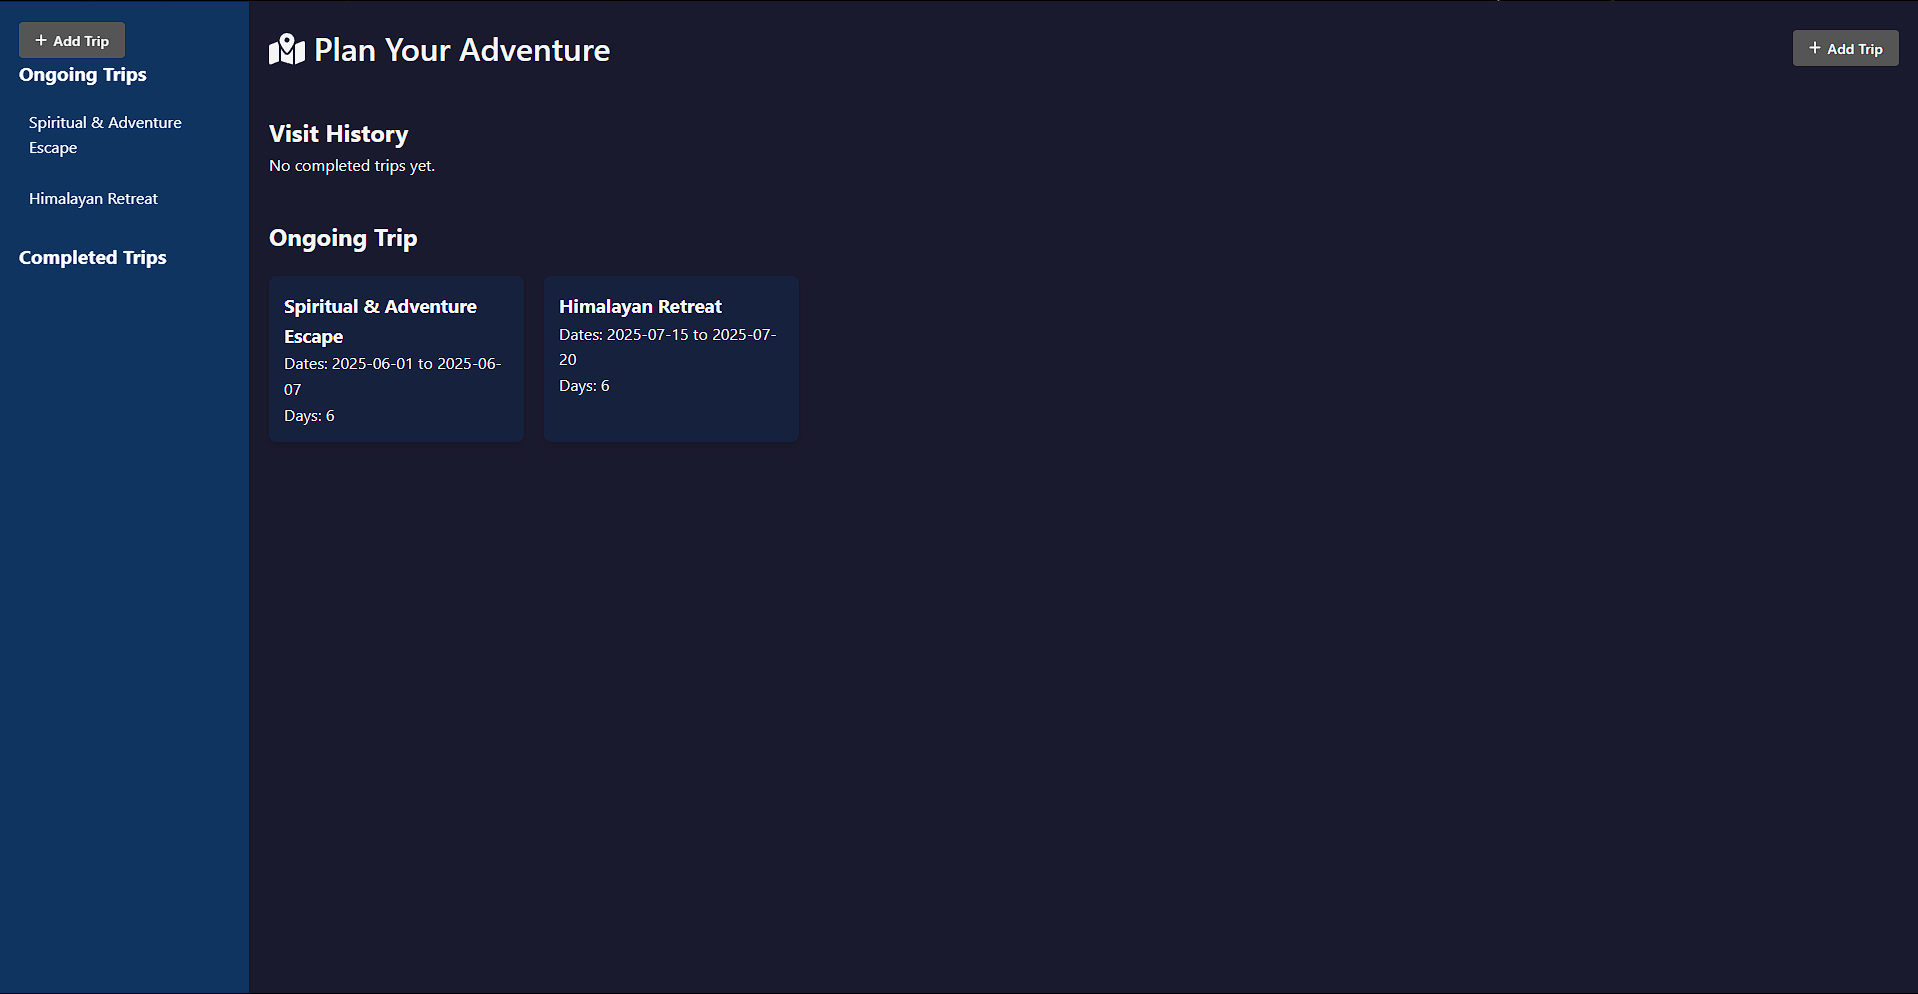 + Add Trip
Ongoing Trips
Spiritual & Adventure
Escape
Himalayan Retreat
Completed Trips
Plan Your Adventure
+ Add Trip
Visit History
No completed trips yet.
Ongoing Trip
Spiritual & Adventure
Escape
Dates: 2025-06-01 to 2025-06-
07
Days: 6
Himalayan Retreat
Dates: 2025-07-15 to 2025-07-
20
Days: 6